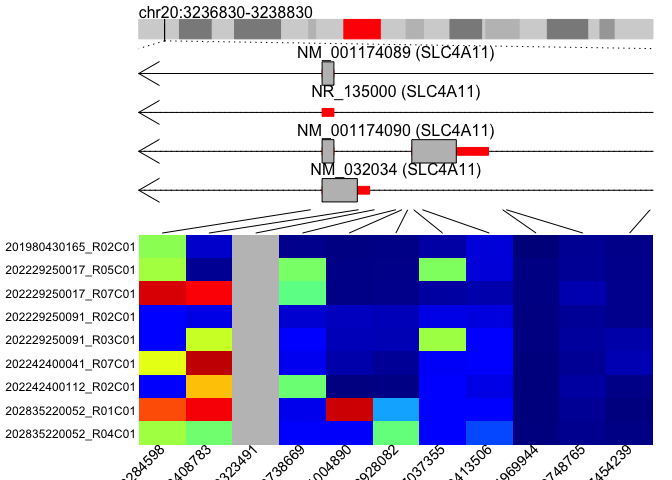 chr20:3236830-3238830
NM_001174089 (SLC4A11)
NR_135000 (SLC4A11)
NM_001174090 (SLC4A11)
NM_032034 (SLC4A11)
201980430165_R02C01
202229250017_R05C01
202229250017_R07C01
202229250091_R02C01
202229250091_R03C01
202242400041_R07C01
202242400112_R02C01
202835220052_R01C01
202835220052_R04C01